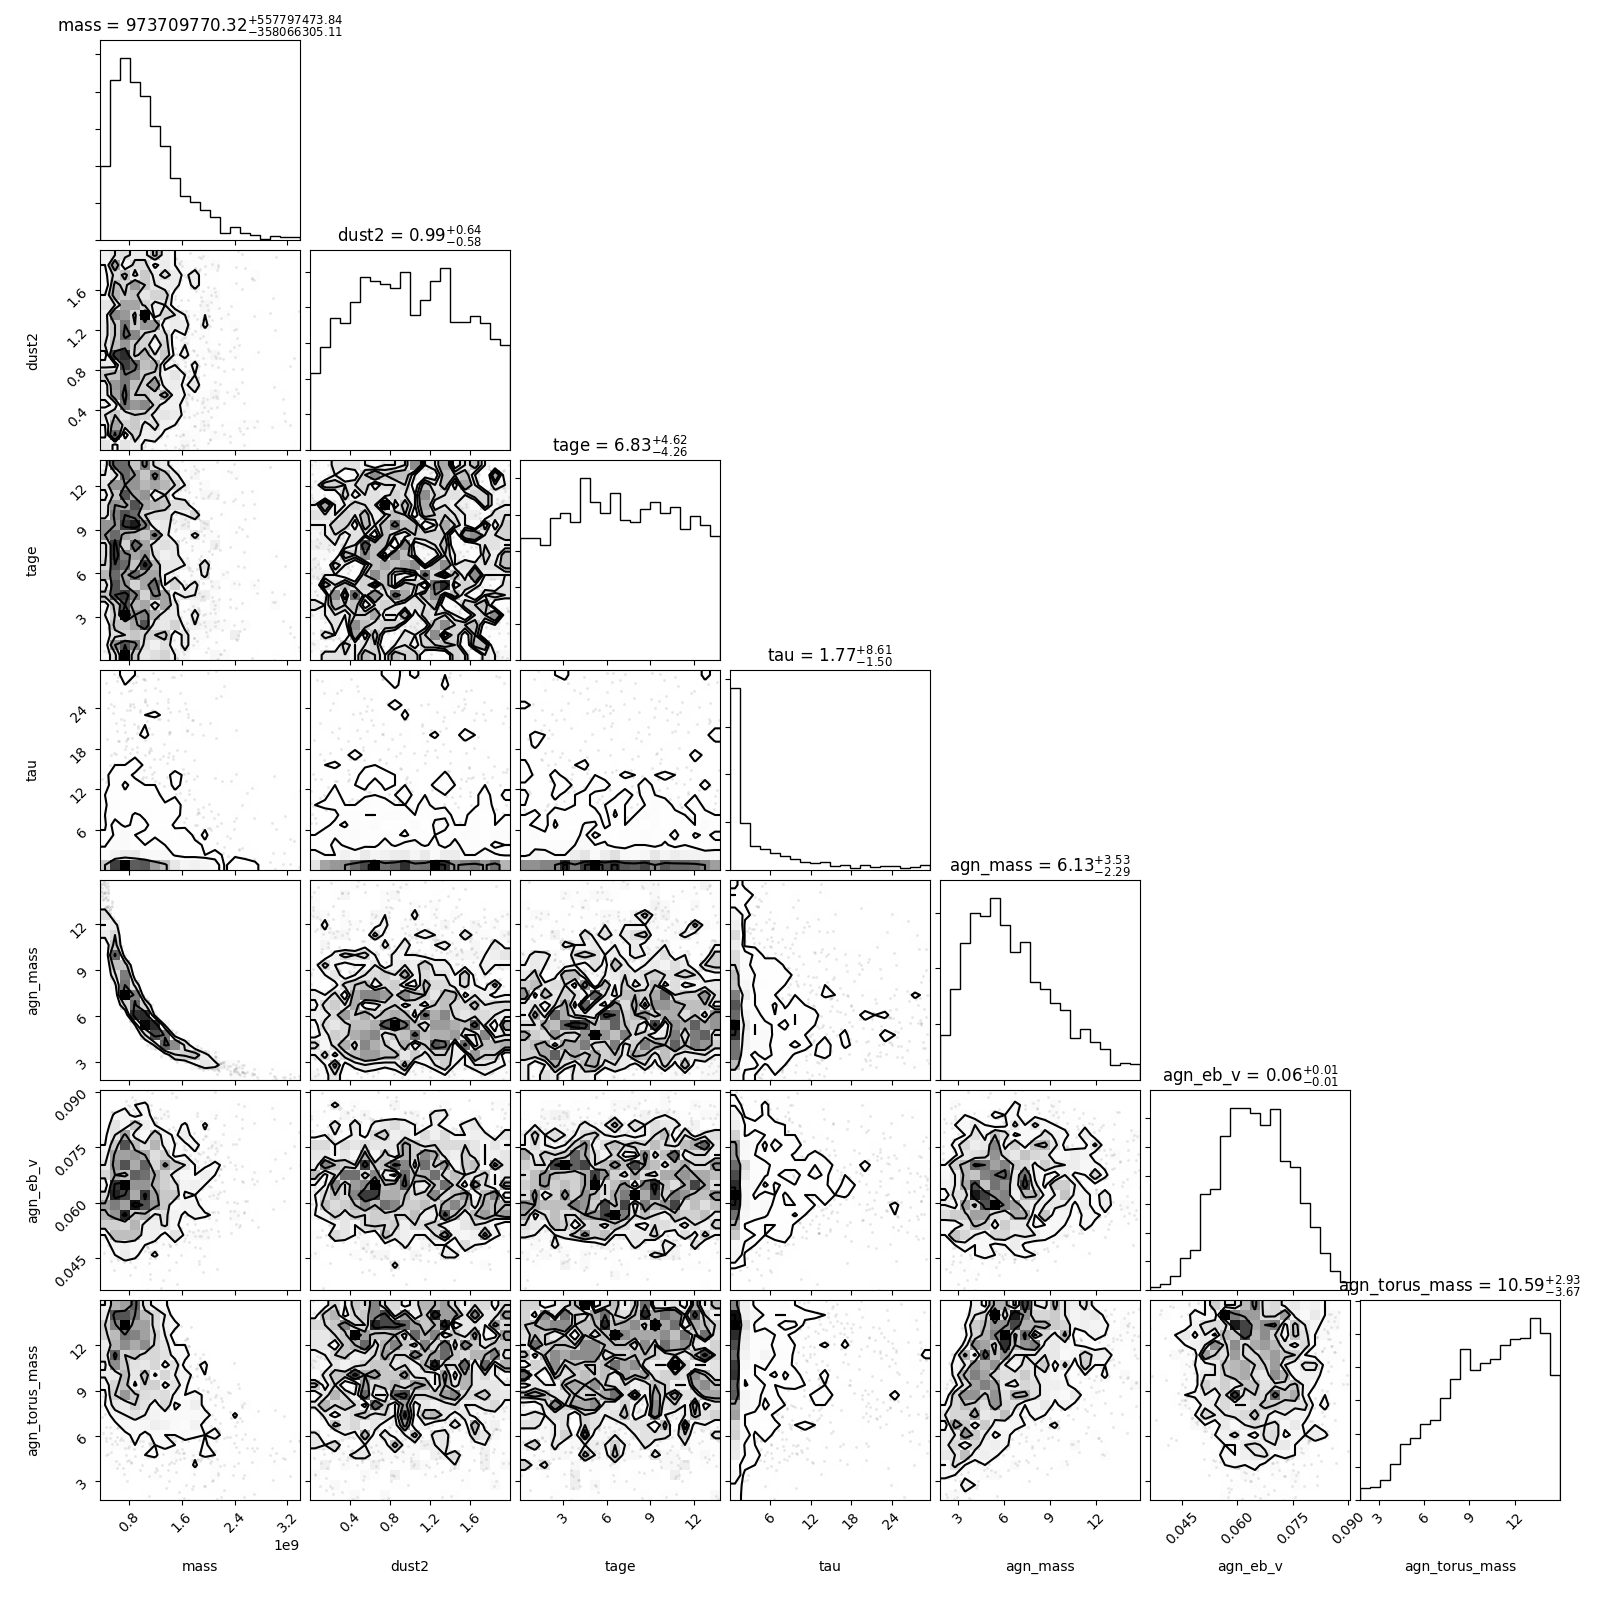 mass = 973709770.32+557797473.84−358066305.11
dust2 = 0.99+0.64−0.58
dust2
1.6
1.2
0.8
0.4
tage = 6.83+4.62−4.26
tage
12
9
6
3
tau = 1.77+8.61−1.50
tau
24
18
12
6
agn_mass = 6.13+3.53−2.29
agn_mass
12
9
6
3
agn_eb_v = 0.06+0.01−0.01
agn_eb_v
0.090
0.075
0.060
0.045
agn_torus_mass = 10.59+2.93−3.67
agn_torus_mass
12
9
6
3
0.8 1.6 2.4 3.2
1e9
mass
0.4 0.8 1.2 1.6
dust2
3 6 9 12
tage
6 12 18 24
tau
3 6 9 12
agn_mass
0.045 0.060 0.075 0.090
agn_eb_v
3 6 9 12
agn_torus_mass